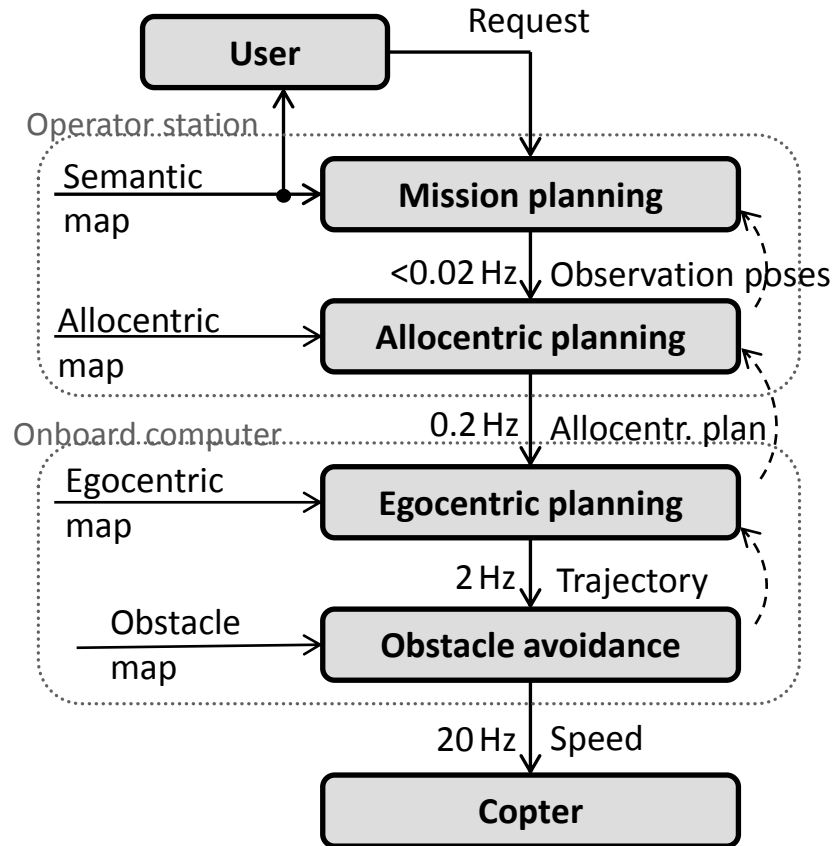 Request
User
Operator station
Semantic
map
Mission planning
<0.02 Hz
Observation poses
Allocentric
map
Allocentric planning
0.2 Hz
Allocentr. plan
Onboard computer
Egocentric
map
Egocentric planning
2 Hz
Trajectory
Obstacle
map
Obstacle avoidance
20 Hz
Speed
Copter